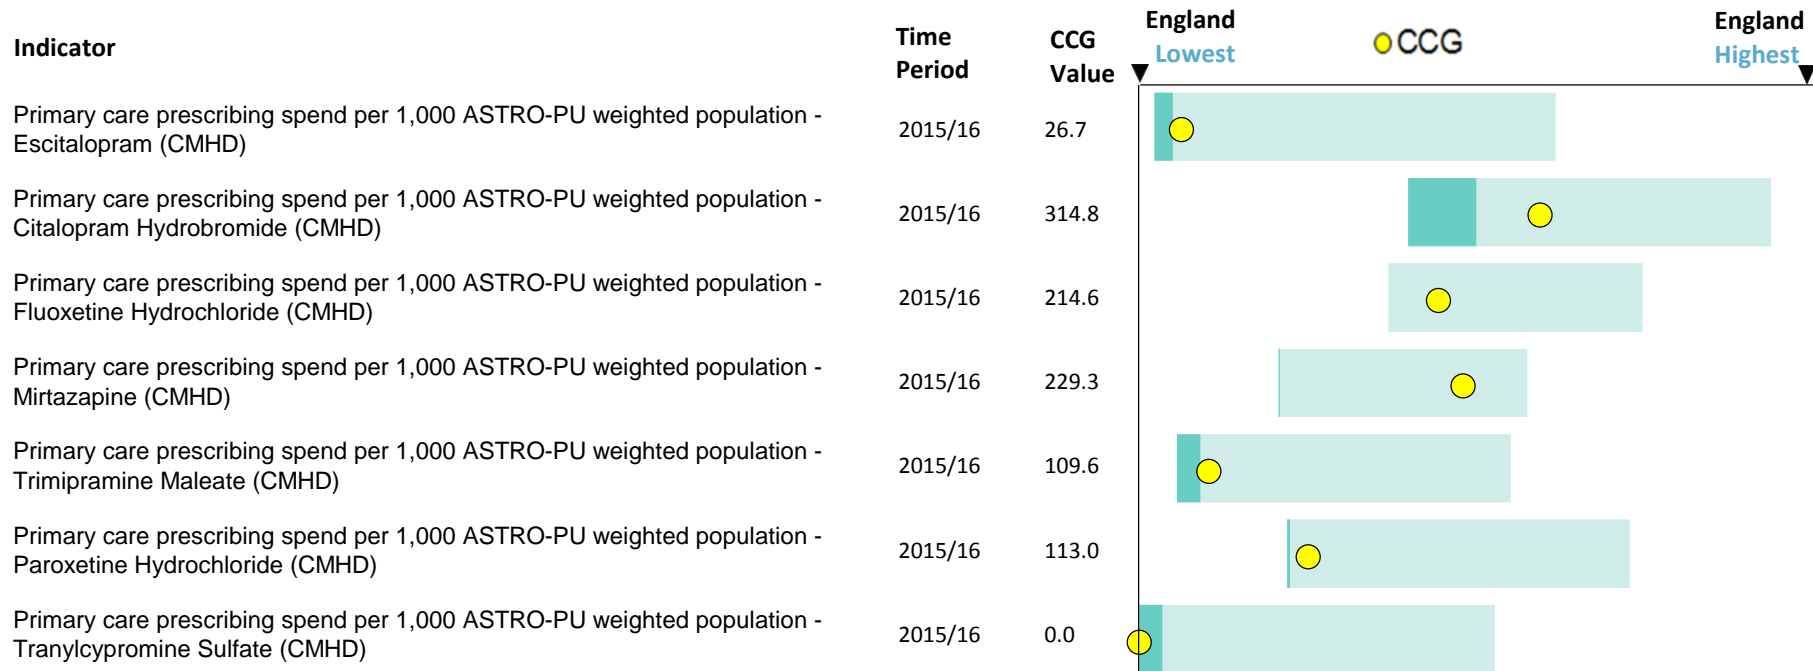 Indicator
Time
Period
CCG
Value
England
Lowest
CCG
England
Highest
Primary care prescribing spend per 1,000 ASTRO-PU weighted population -
Escitalopram (CMHD)
2015/16
26.7
Primary care prescribing spend per 1,000 ASTRO-PU weighted population -
Citalopram Hydrobromide (CMHD)
2015/16
314.8
Primary care prescribing spend per 1,000 ASTRO-PU weighted population -
Fluoxetine Hydrochloride (CMHD)
2015/16
214.6
Primary care prescribing spend per 1,000 ASTRO-PU weighted population -
Mirtazapine (CMHD)
2015/16
229.3
Primary care prescribing spend per 1,000 ASTRO-PU weighted population -
Trimipramine Maleate (CMHD)
2015/16
109.6
Primary care prescribing spend per 1,000 ASTRO-PU weighted population -
Paroxetine Hydrochloride (CMHD)
2015/16
113.0
Primary care prescribing spend per 1,000 ASTRO-PU weighted population -
Tranylcypromine Sulfate (CMHD)
2015/16
0.0